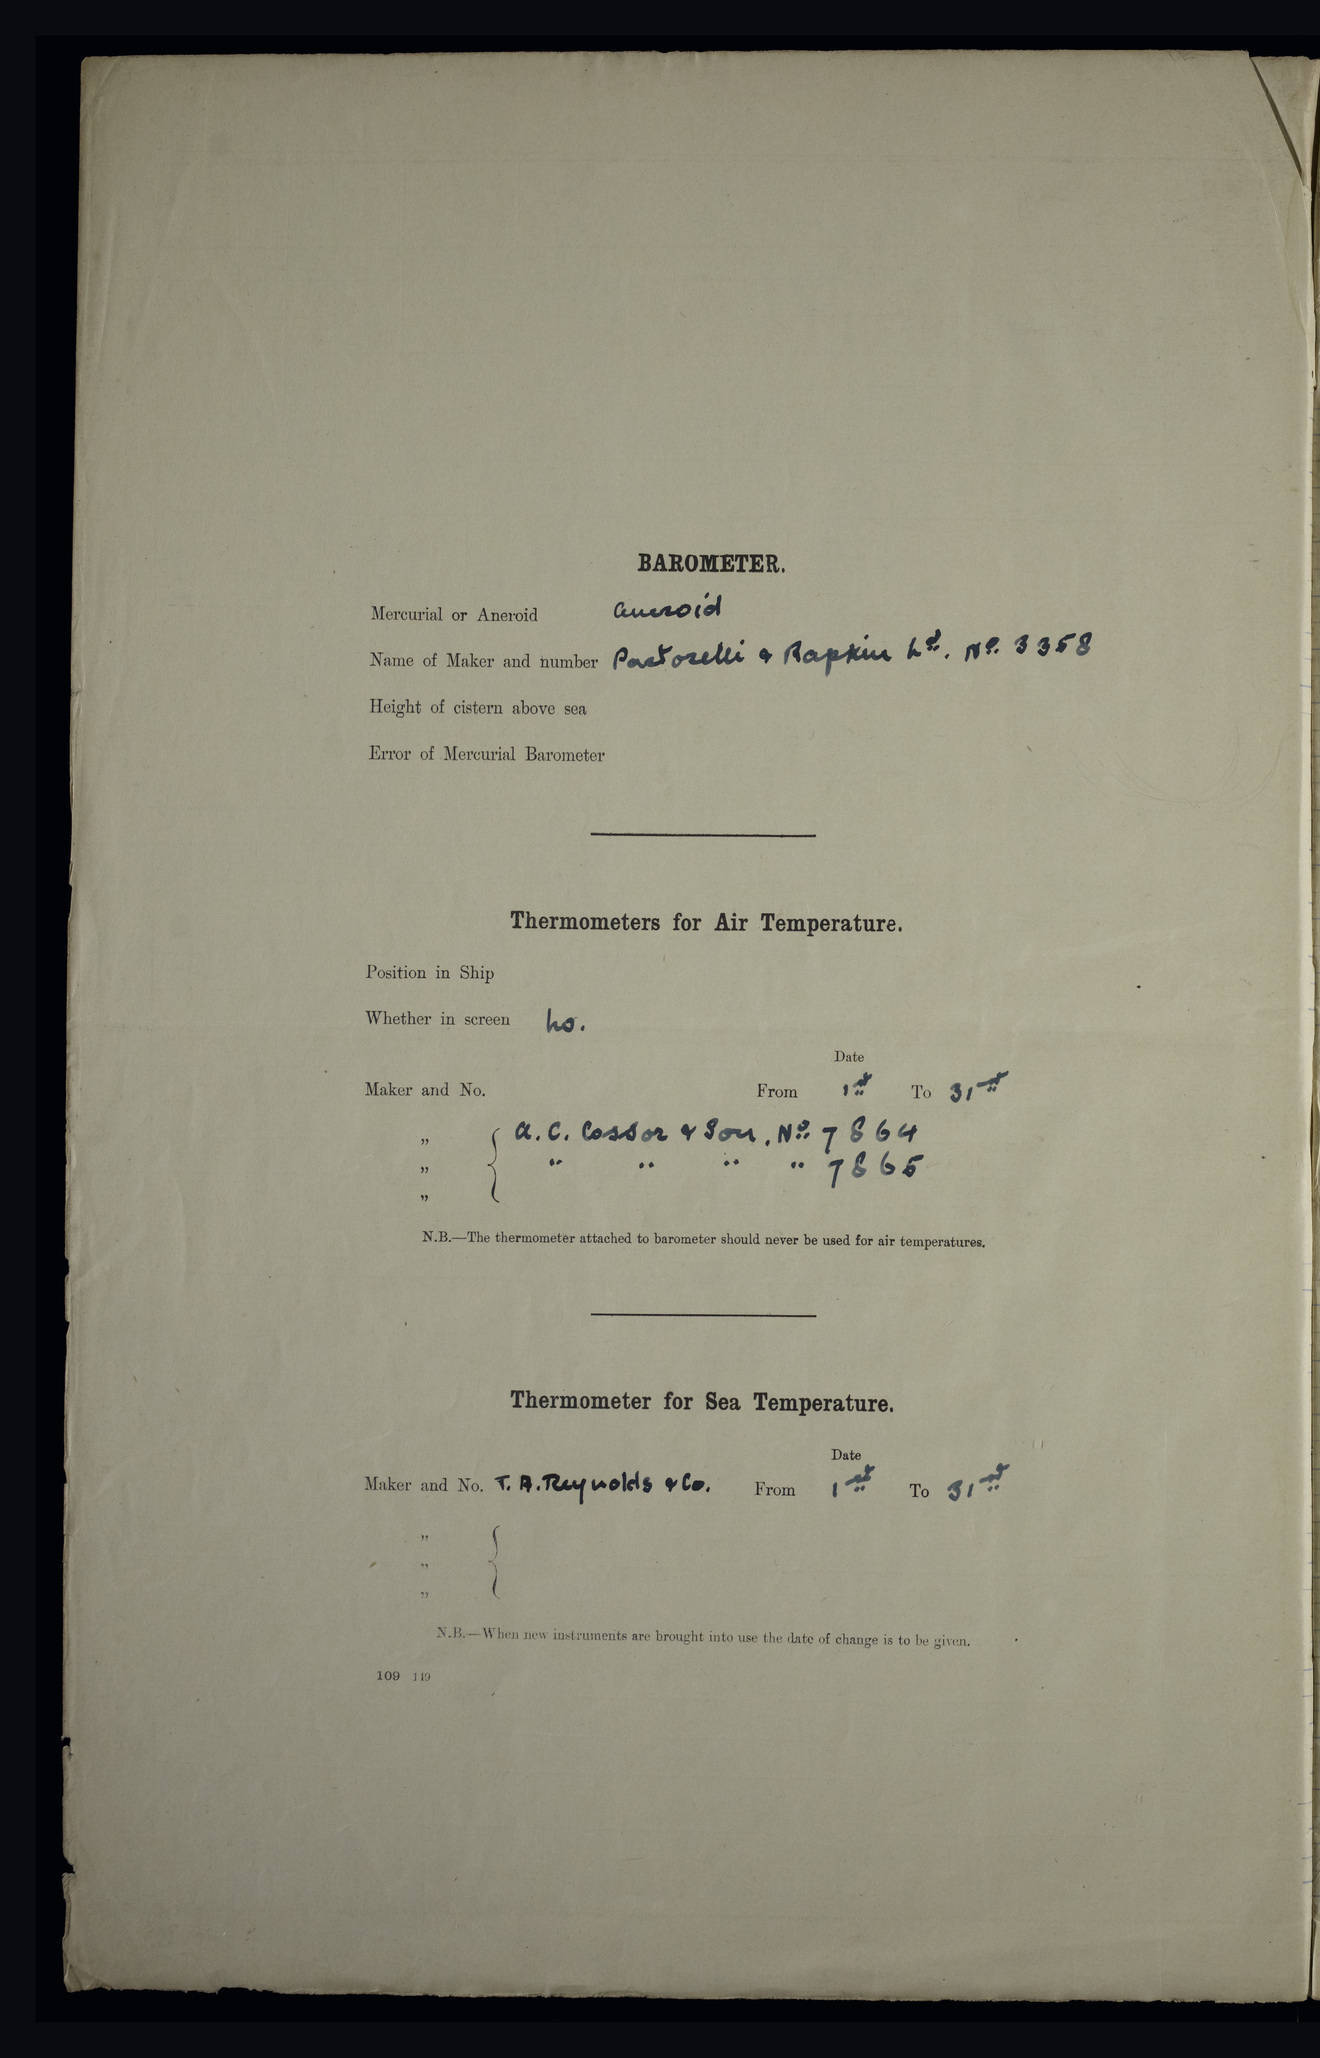 BAROMETER.
Mercurial or Aneroid aneroid
Name of Maker and number Pastorelli & Rapkin Ld. No. 3358
Height of cistern above sea
Error of Mercurial Barometer
Thermometers for Air Temperature.
Position in Ship
Whether in screen no.
Date
Maker and No. From 1st To 31st
„ { A. C. Cossor & Son, No. 7864
„ " " " " 7865
„
N.B.—The thermometer attached to barometer should never be used for air temperatures.
Thermometer for Sea Temperature.
Date
Maker and No. T. A. Reynolds & Co. From 1st To 31st
„
„ {
„
N.B.—When new instruments are brought into use the date of change is to be given.
109 149